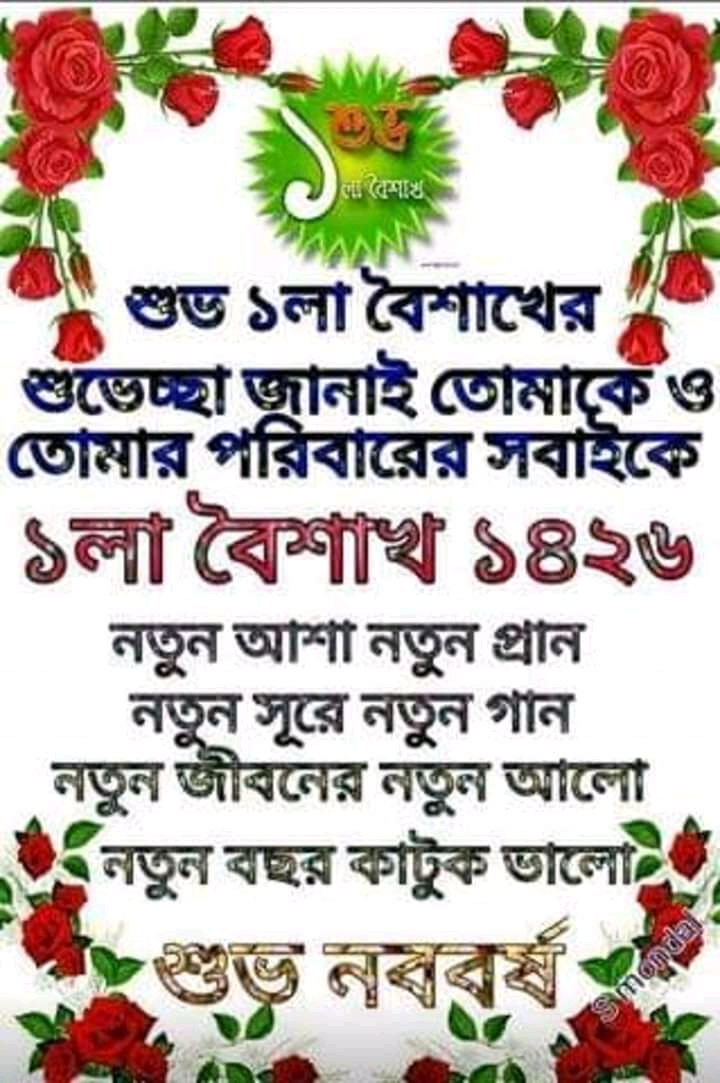 শুভ
১লা বৈশাখ
শুভ ১লা বৈশাখের
শুভেচ্ছা জানাই তোমাকে ও
তোমার পরিবারের সবাইকে
১লা বৈশাখ ১৪২৬
নতুন আশা নতুন প্রান
নতুন সূরে নতুন গান
নতুন জীবনের নতুন আলো
নতুন বছর কাটুক ভালো
শুভ নববর্ষ
S mondal